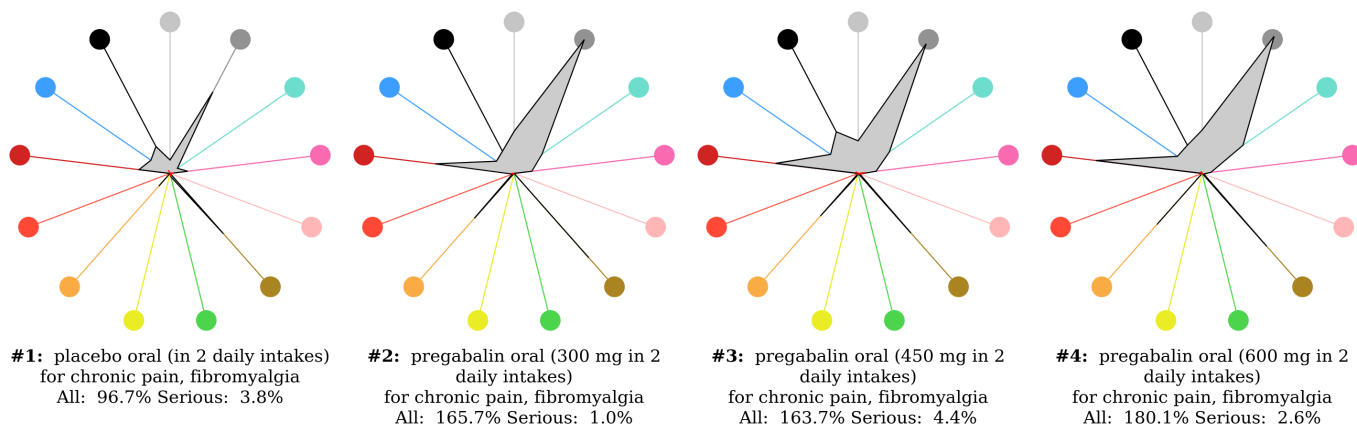 #1: placebo oral (in 2 daily intakes)
for chronic pain, fibromyalgia
All: 96.7% Serious: 3.8%
#2: pregabalin oral (300 mg in 2
daily intakes)
for chronic pain, fibromyalgia
All: 165.7% Serious: 1.0%
#3: pregabalin oral (450 mg in 2
daily intakes)
for chronic pain, fibromyalgia
All: 163.7% Serious: 4.4%
#4: pregabalin oral (600 mg in 2
daily intakes)
for chronic pain, fibromyalgia
All: 180.1% Serious: 2.6%